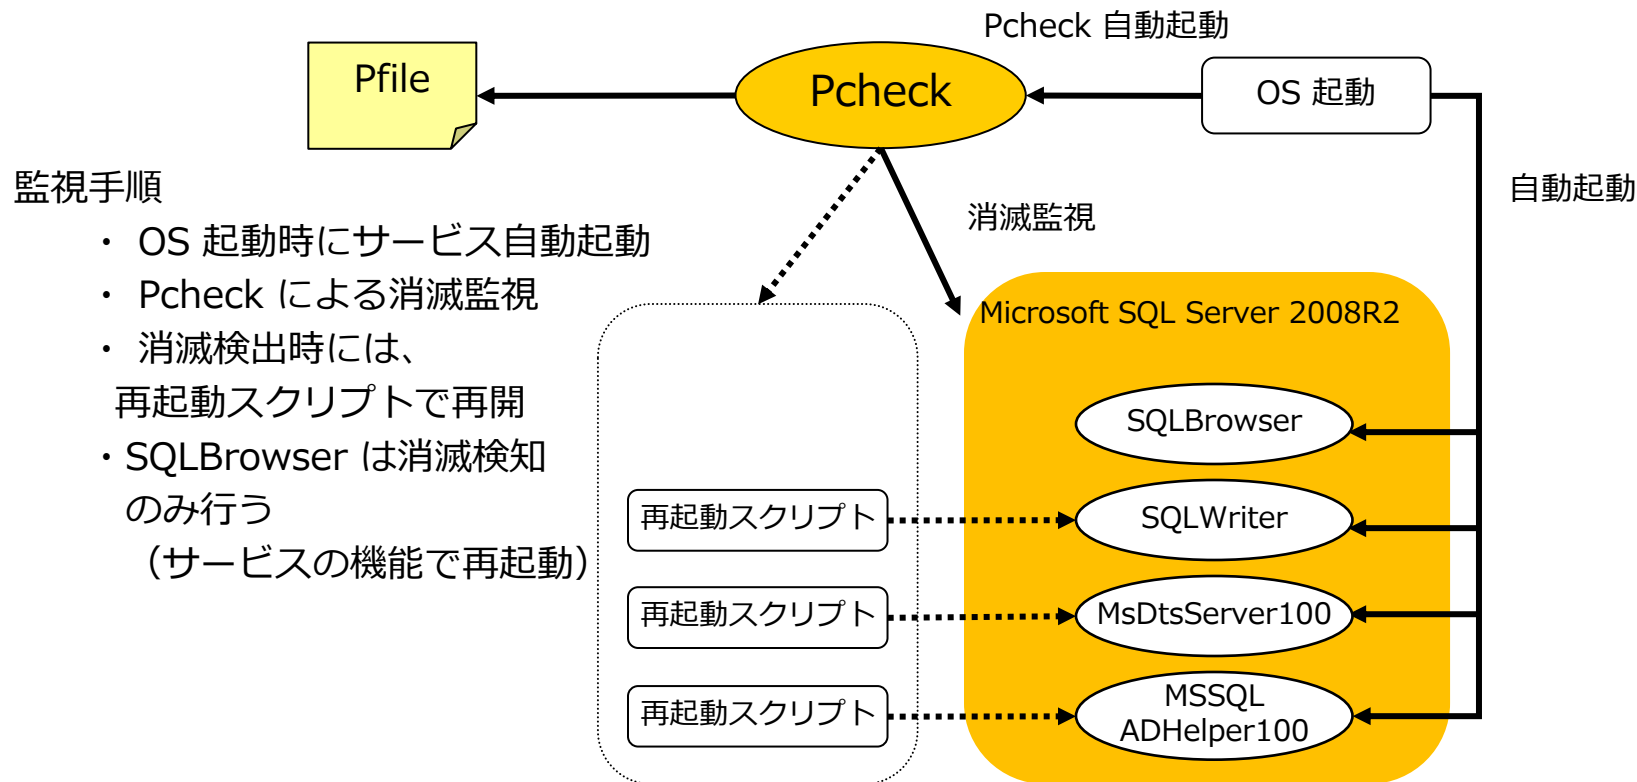 Pcheck 自動起動
Pfile
Pcheck
OS 起動
監視手順
自動起動
消滅監視
・ OS 起動時にサービス自動起動
・ Pcheck による消滅監視
・ 消滅検出時には、
再起動スクリプトで再開
・SQLBrowser は消滅検知
のみ行う
（サービスの機能で再起動）
Microsoft SQL Server 2008R2
SQLBrowser
再起動スクリプト
SQLWriter
再起動スクリプト
MsDtsServer100
再起動スクリプト
MSSQL
ADHelper100